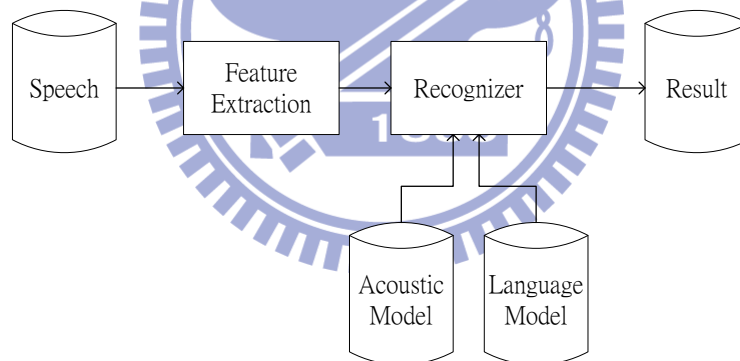 Speech
Feature
Extraction
Recognizer
Result
Acoustic
Model
Language
Model